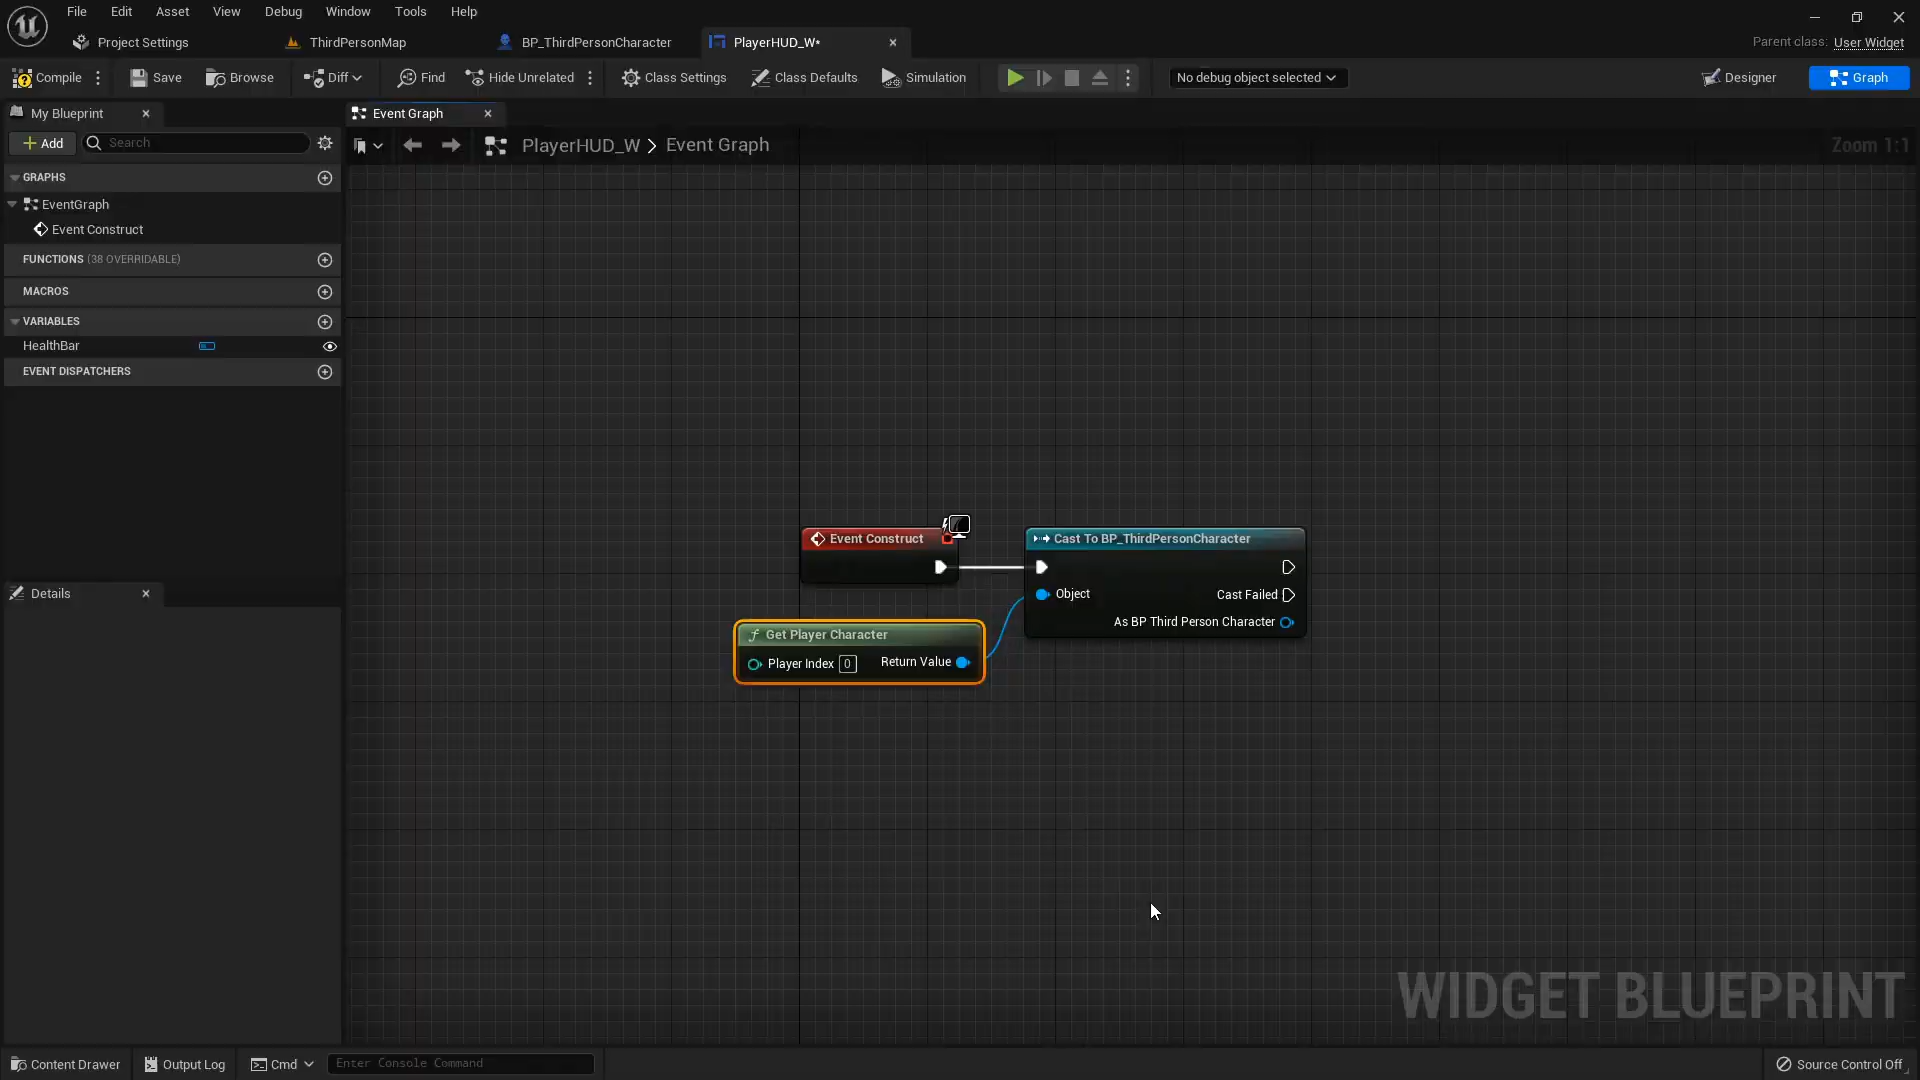 File Edit Asset View Debug Window Tools Help
Project Settings ThirdPersonMap BP_ThirdPersonCharacter PlayerHUD_W* Parent class: User Widget
Compile Save Browse Diff Find Hide Unrelated Class Settings Class Defaults Simulation No debug object selected Designer Graph
My Blueprint Event Graph
Add Search PlayerHUD_W > Event Graph Zoom 1:1
GRAPHS
EventGraph
Event Construct
FUNCTIONS (38 OVERRIDABLE)
MACROS
VARIABLES
HealthBar
EVENT DISPATCHERS
Event Construct
Cast To BP_ThirdPersonCharacter
Object
Cast Failed
As BP Third Person Character
Get Player Character
Player Index 0 Return Value
Details
WIDGET BLUEPRINT
Content Drawer Output Log Cmd Enter Console Command Source Control Off